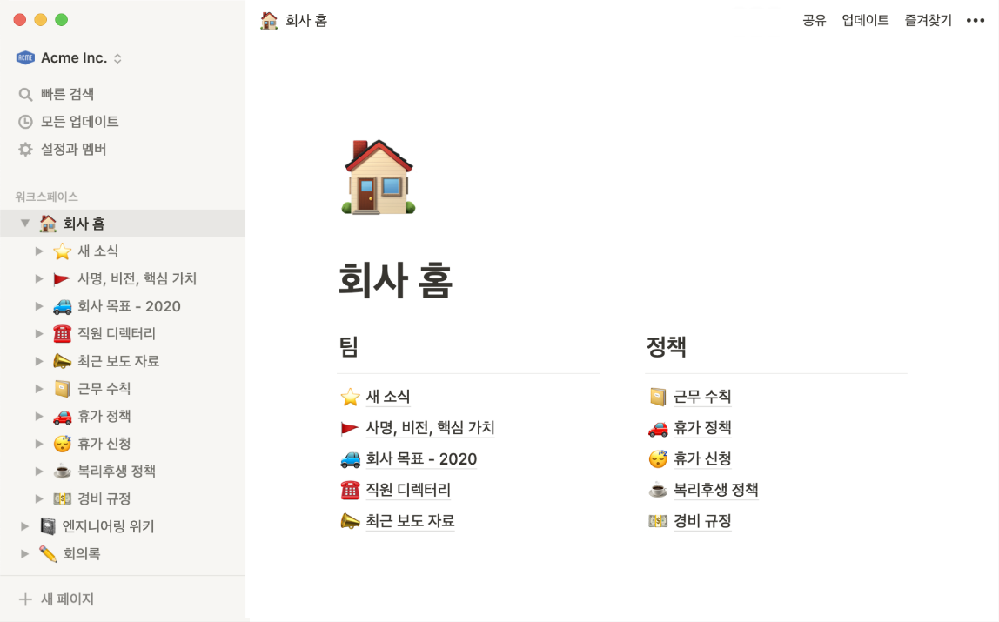 회사 홈
공유 업데이트 즐겨찾기
ACME Acme Inc.
빠른 검색
모든 업데이트
설정과 멤버
워크스페이스
회사 홈
새 소식
사명, 비전, 핵심 가치
회사 목표 - 2020
직원 디렉터리
최근 보도 자료
근무 수칙
휴가 정책
휴가 신청
복리후생 정책
경비 규정
엔지니어링 위키
회의록
새 페이지
회사 홈
팀
새 소식
사명, 비전, 핵심 가치
회사 목표 - 2020
직원 디렉터리
최근 보도 자료
정책
근무 수칙
휴가 정책
휴가 신청
복리후생 정책
경비 규정